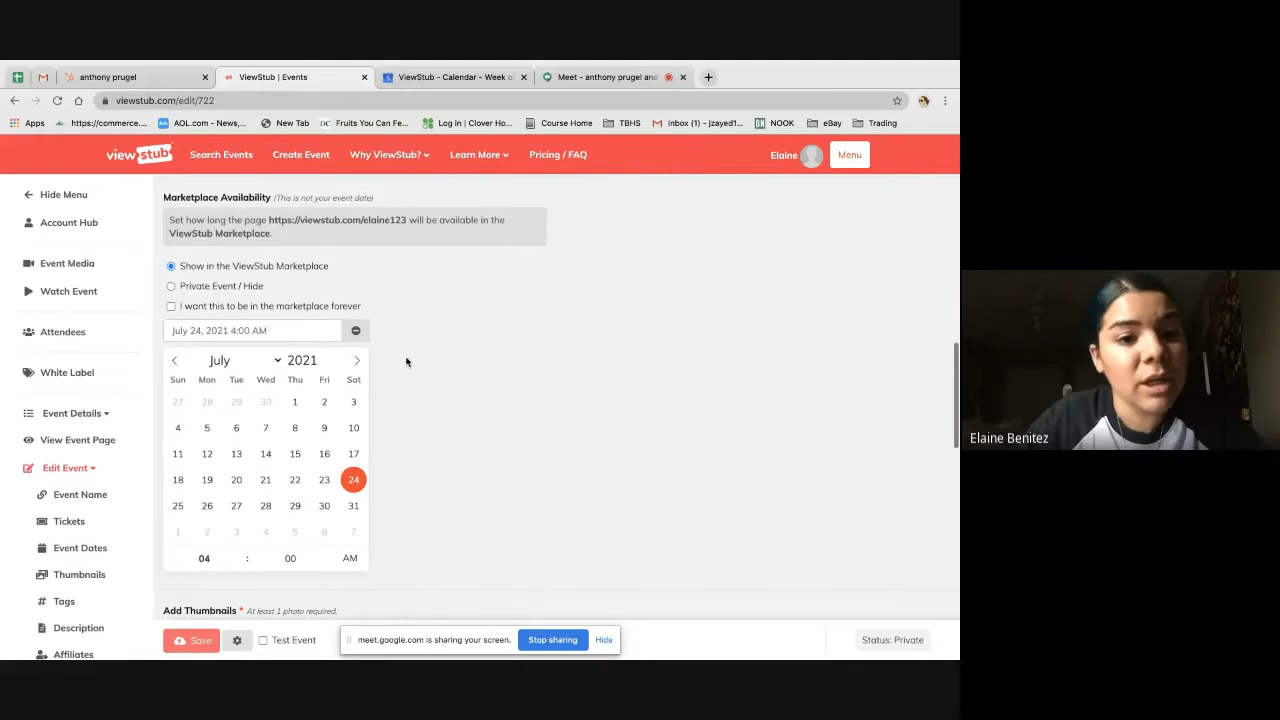 anthony prugel
ViewStub | Events
ViewStub - Calendar - Week o
Meet - anthony prugel and
viewstub.com/edit/722
Apps
https://commerce....
AOL.com - News,...
New Tab
Fruits You Can Fe...
Log in | Clover Ho...
Course Home
TBHS
Inbox (1) - jzayed1...
NOOK
eBay
Trading
view stub
Search Events
Create Event
Why ViewStub?
Learn More
Pricing / FAQ
Elaine
Menu
Hide Menu
Account Hub
Event Media
Watch Event
Attendees
White Label
Event Details
View Event Page
Edit Event
Event Name
Tickets
Event Dates
Thumbnails
Tags
Description
Affiliates
Marketplace Availability (This is not your event date)
Set how long the page https://viewstub.com/elaine123 will be available in the
ViewStub Marketplace.
Show in the ViewStub Marketplace
Private Event / Hide
I want this to be in the marketplace forever
July 24, 2021 4:00 AM
July 2021
Sun Mon Tue Wed Thu Fri Sat
27 28 29 30 1 2 3
4 5 6 7 8 9 10
11 12 13 14 15 16 17
18 19 20 21 22 23 24
25 26 27 28 29 30 31
1 2 3 4 5 6 7
04 : 00 AM
Add Thumbnails * At least 1 photo required.
Save
Test Event
meet.google.com is sharing your screen.
Stop sharing
Hide
Status: Private
Elaine Benitez